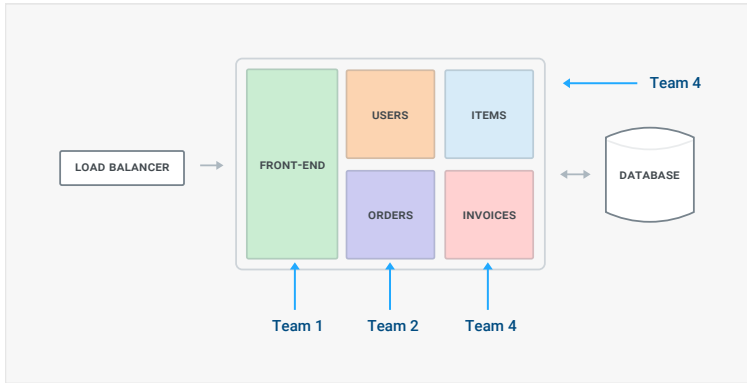 Team 4
USERS
ITEMS
LOAD BALANCER
FRONT-END
DATABASE
ORDERS
INVOICES
Team 1
Team 2
Team 4